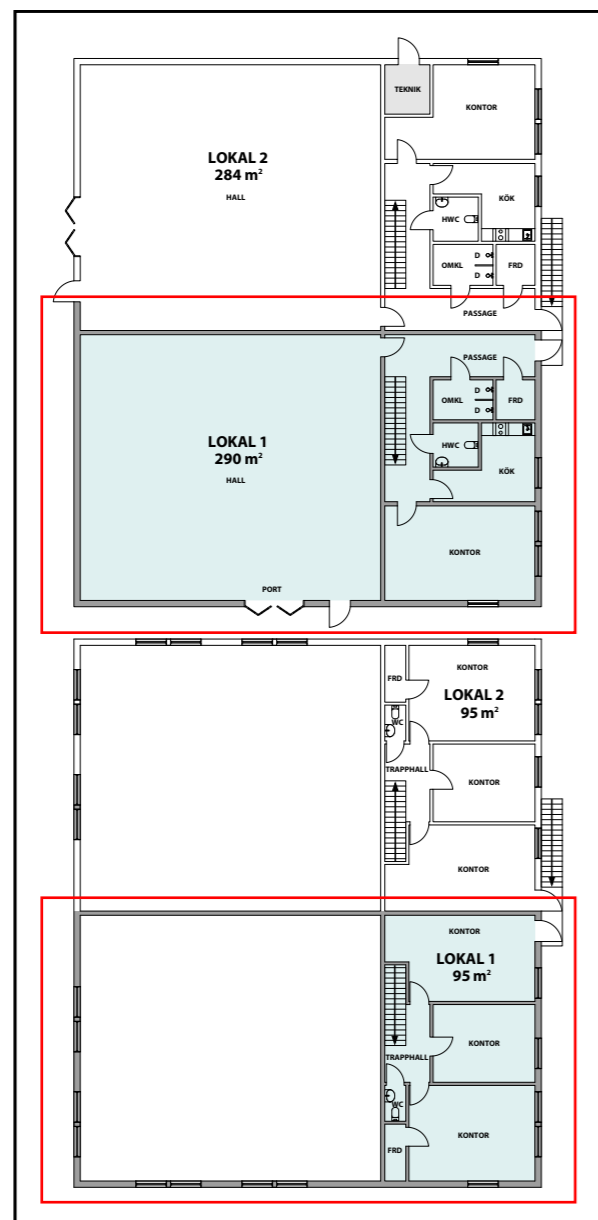 TEKNIK
KONTOR
LOKAL 2
284 m²
HALL
KÖK
HWC
OMKL
D
D
FRD
PASSAGE
PASSAGE
OMKL
D
D
FRD
LOKAL 1
290 m²
HALL
HWC
KÖK
KONTOR
PORT
KONTOR
FRD
LOKAL 2
95 m²
WC
TRAPPHALL
KONTOR
KONTOR
KONTOR
LOKAL 1
95 m²
KONTOR
TRAPPHALL
WC
KONTOR
FRD